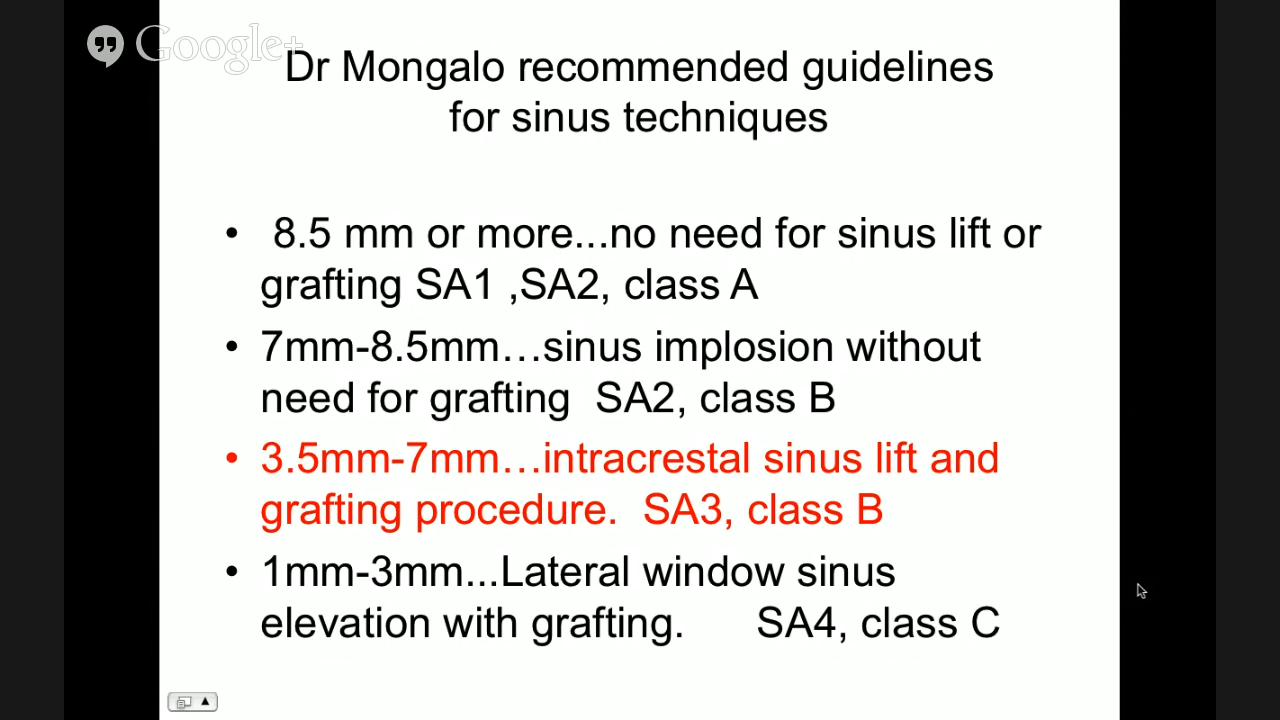 Google+
Dr Mongalo recommended guidelines
for sinus techniques
• 8.5 mm or more...no need for sinus lift or
grafting SA1 ,SA2, class A
• 7mm-8.5mm…sinus implosion without
need for grafting SA2, class B
• 3.5mm-7mm…intracrestal sinus lift and
grafting procedure. SA3, class B
• 1mm-3mm...Lateral window sinus
elevation with grafting. SA4, class C